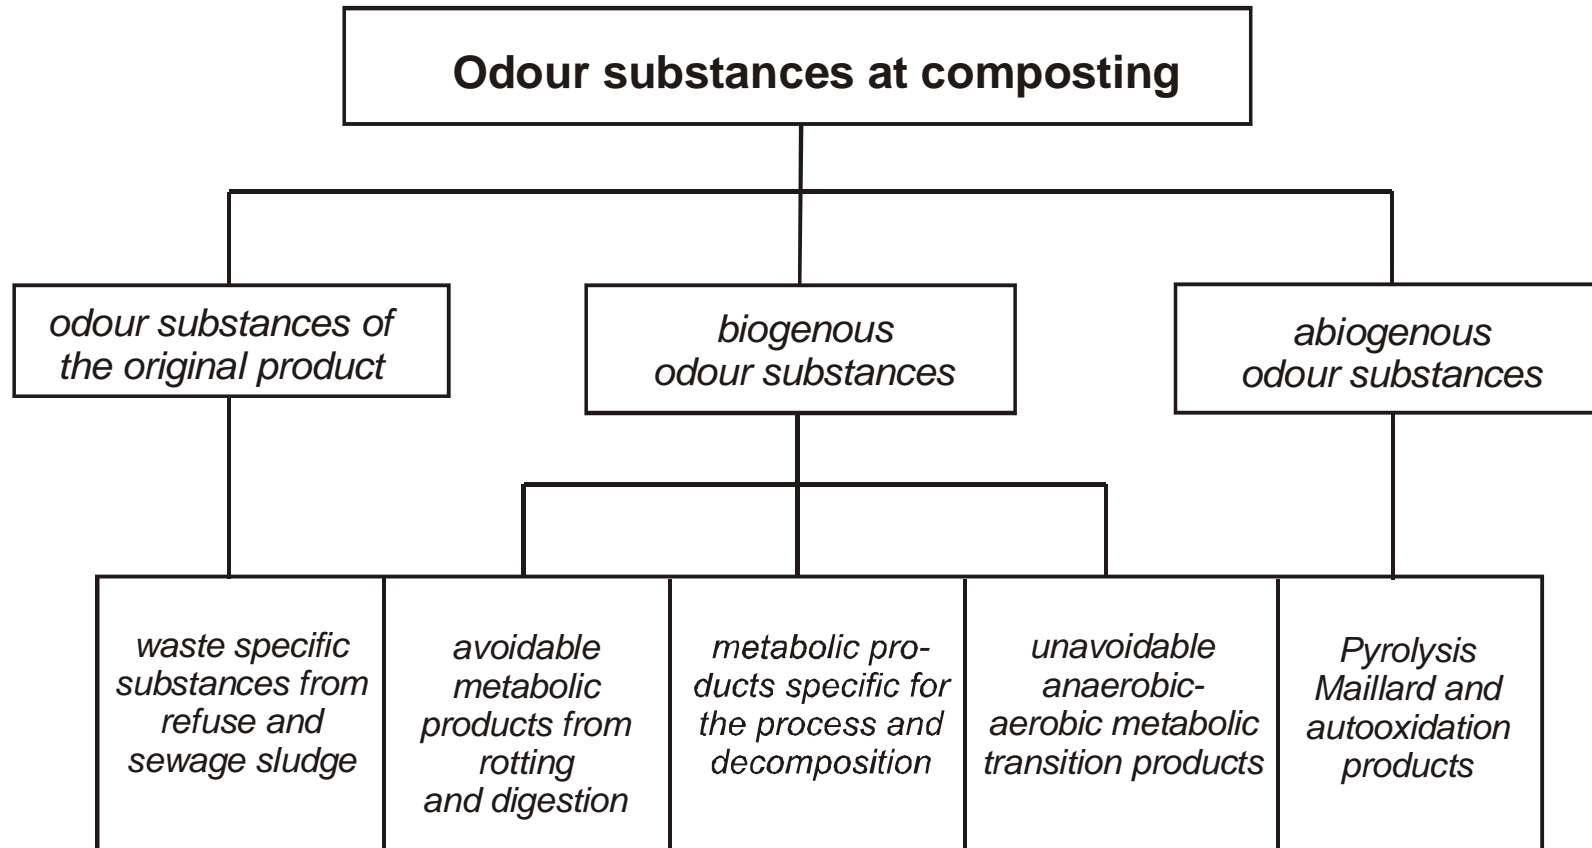 Odour substances at composting
odour substances of
the original product
biogenous
odour substances
abiogenous
odour substances
waste specific
substances from
refuse and
sewage sludge
avoidable
metabolic
products from
rotting
and digestion
metabolic pro-
ducts specific for
the process and
decomposition
unavoidable
anaerobic-
aerobic metabolic
transition products
Pyrolysis
Maillard and
autooxidation
products